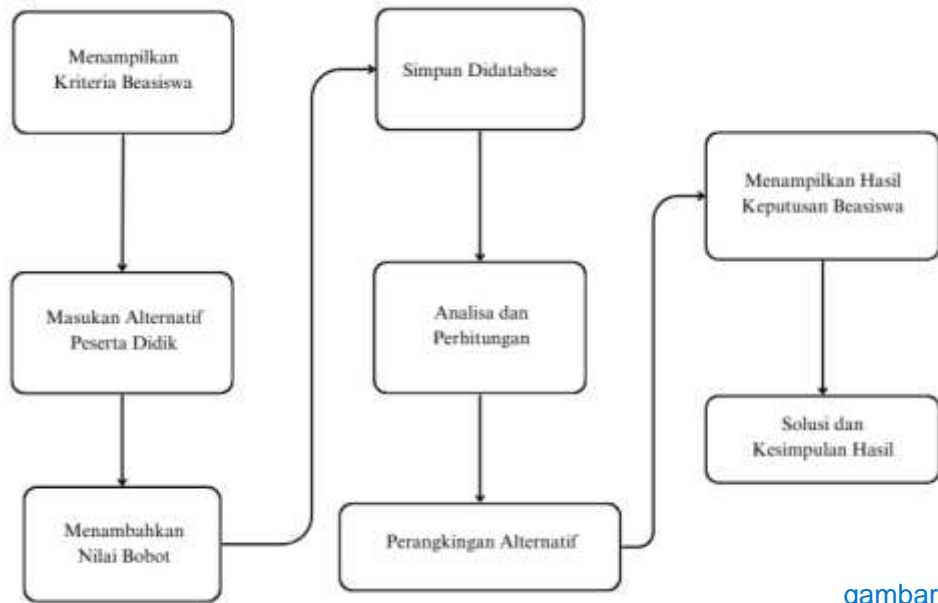 Menampilkan
Kriteria Beasiswa
Masukan Alternatif
Peserta Didik
Menambahkan
Nilai Bobot
Simpan Didatabase
Analisa dan
Perhitungan
Perangkingan Alternatif
Menampilkan Hasil
Keputusan Beasiswa
Solusi dan
Kesimpulan Hasil
gambar